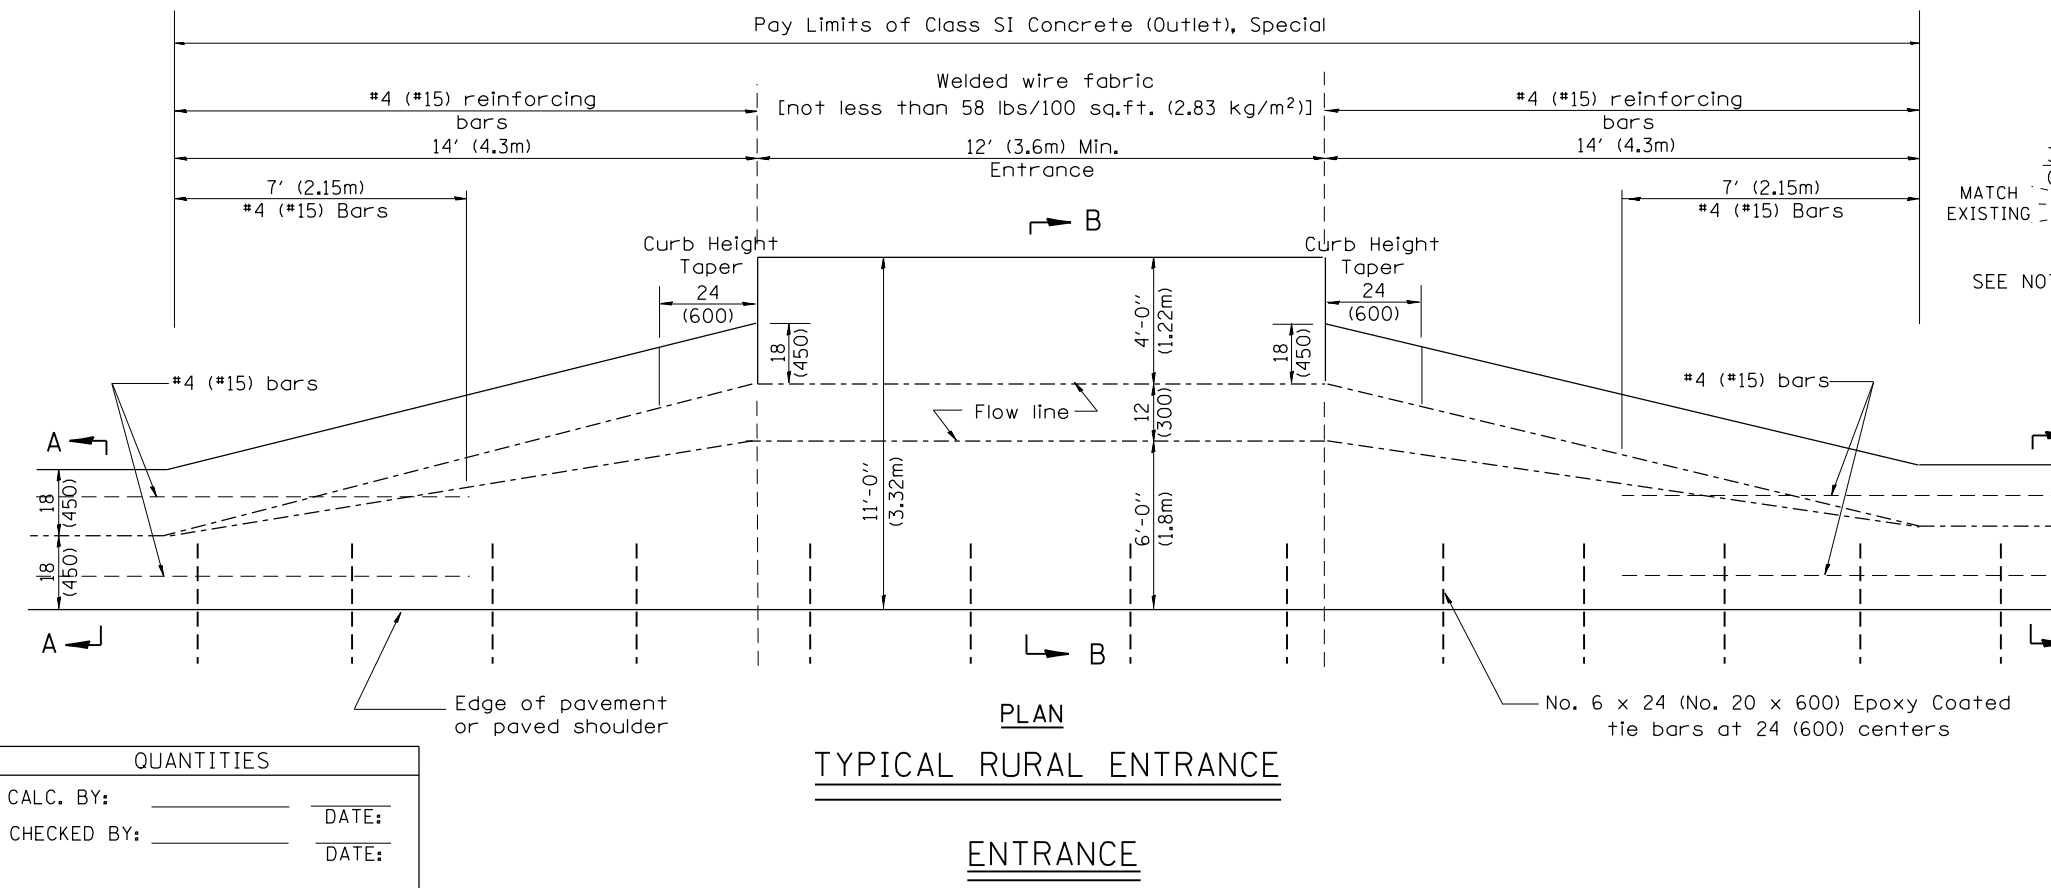 Pay Limits of Class SI Concrete (Outlet), Special
Welded wire fabric
[not less than 58 lbs/100 sq.ft. (2.83 kg/m²)]
#4 (#15) reinforcing
bars
14' (4.3m)
12' (3.6m) Min.
Entrance
#4 (#15) reinforcing
bars
14' (4.3m)
7' (2.15m)
#4 (#15) Bars
7' (2.15m)
#4 (#15) Bars
MATCH
EXISTING
SEE NOT
B
Curb Height
Taper
24
(600)
Curb Height
Taper
24
(600)
18
(450)
4'-0"
(1.22m)
18
(450)
#4 (#15) bars
#4 (#15) bars
Flow line
12
(300)
A
18
(450)
11'-0"
(3.32m)
6'-0"
(1.8m)
18
(450)
A
B
Edge of pavement
or paved shoulder
No. 6 x 24 (No. 20 x 600) Epoxy Coated
tie bars at 24 (600) centers
PLAN
TYPICAL RURAL ENTRANCE
ENTRANCE
QUANTITIES
CALC. BY:
DATE:
CHECKED BY:
DATE: